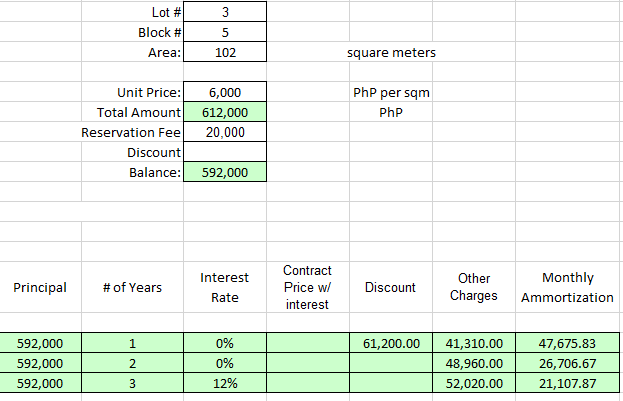 Lot # 3
Block # 5
Area: 102 square meters
Unit Price: 6,000 PhP per sqm
Total Amount 612,000 PhP
Reservation Fee 20,000
Discount
Balance: 592,000
Principal # of Years Interest Rate Contract Price w/ interest Discount Other Charges Monthly Ammortization
592,000 1 0% 61,200.00 41,310.00 47,675.83
592,000 2 0% 48,960.00 26,706.67
592,000 3 12% 52,020.00 21,107.87